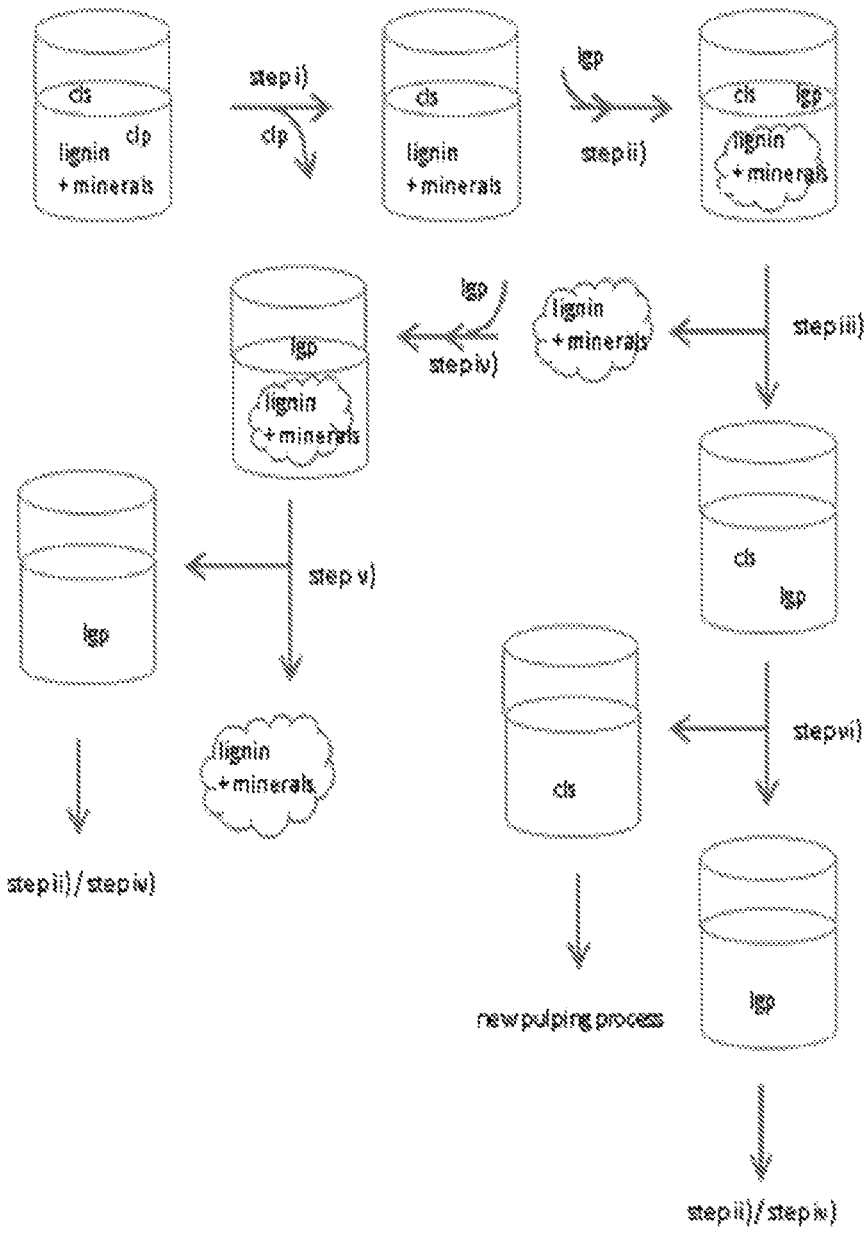 cls
clp
lignin
+ minerals
step i)
clp
cls
lignin
+ minerals
lgp
step ii)
cls lgp
lignin
+ minerals
step iii)
lignin
+ minerals
lgp
step iv)
lgp
lignin
+ minerals
cls
lgp
step v)
lgp
lignin
+ minerals
step ii) / step iv)
step vi)
cls
new pulping process
lgp
step ii) / step iv)